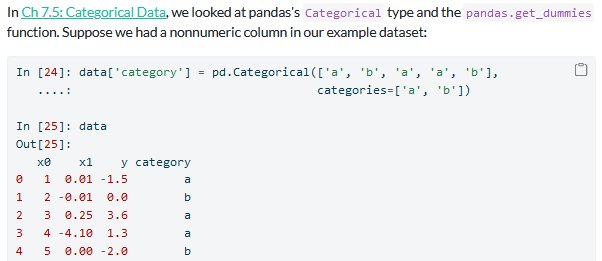 In Ch 7.5: Categorical Data, we looked at pandas's Categorical type and the pandas.get_dummies
function. Suppose we had a nonnumeric column in our example dataset:
In [24]: data['category'] = pd.Categorical(['a', 'b', 'a', 'a', 'b'],
   ....:                                   categories=['a', 'b'])
In [25]: data
Out[25]:
   x0    x1    y category
0   1  0.01 -1.5        a
1   2 -0.01  0.0        b
2   3  0.25  3.6        a
3   4 -4.10  1.3        a
4   5  0.00 -2.0        b